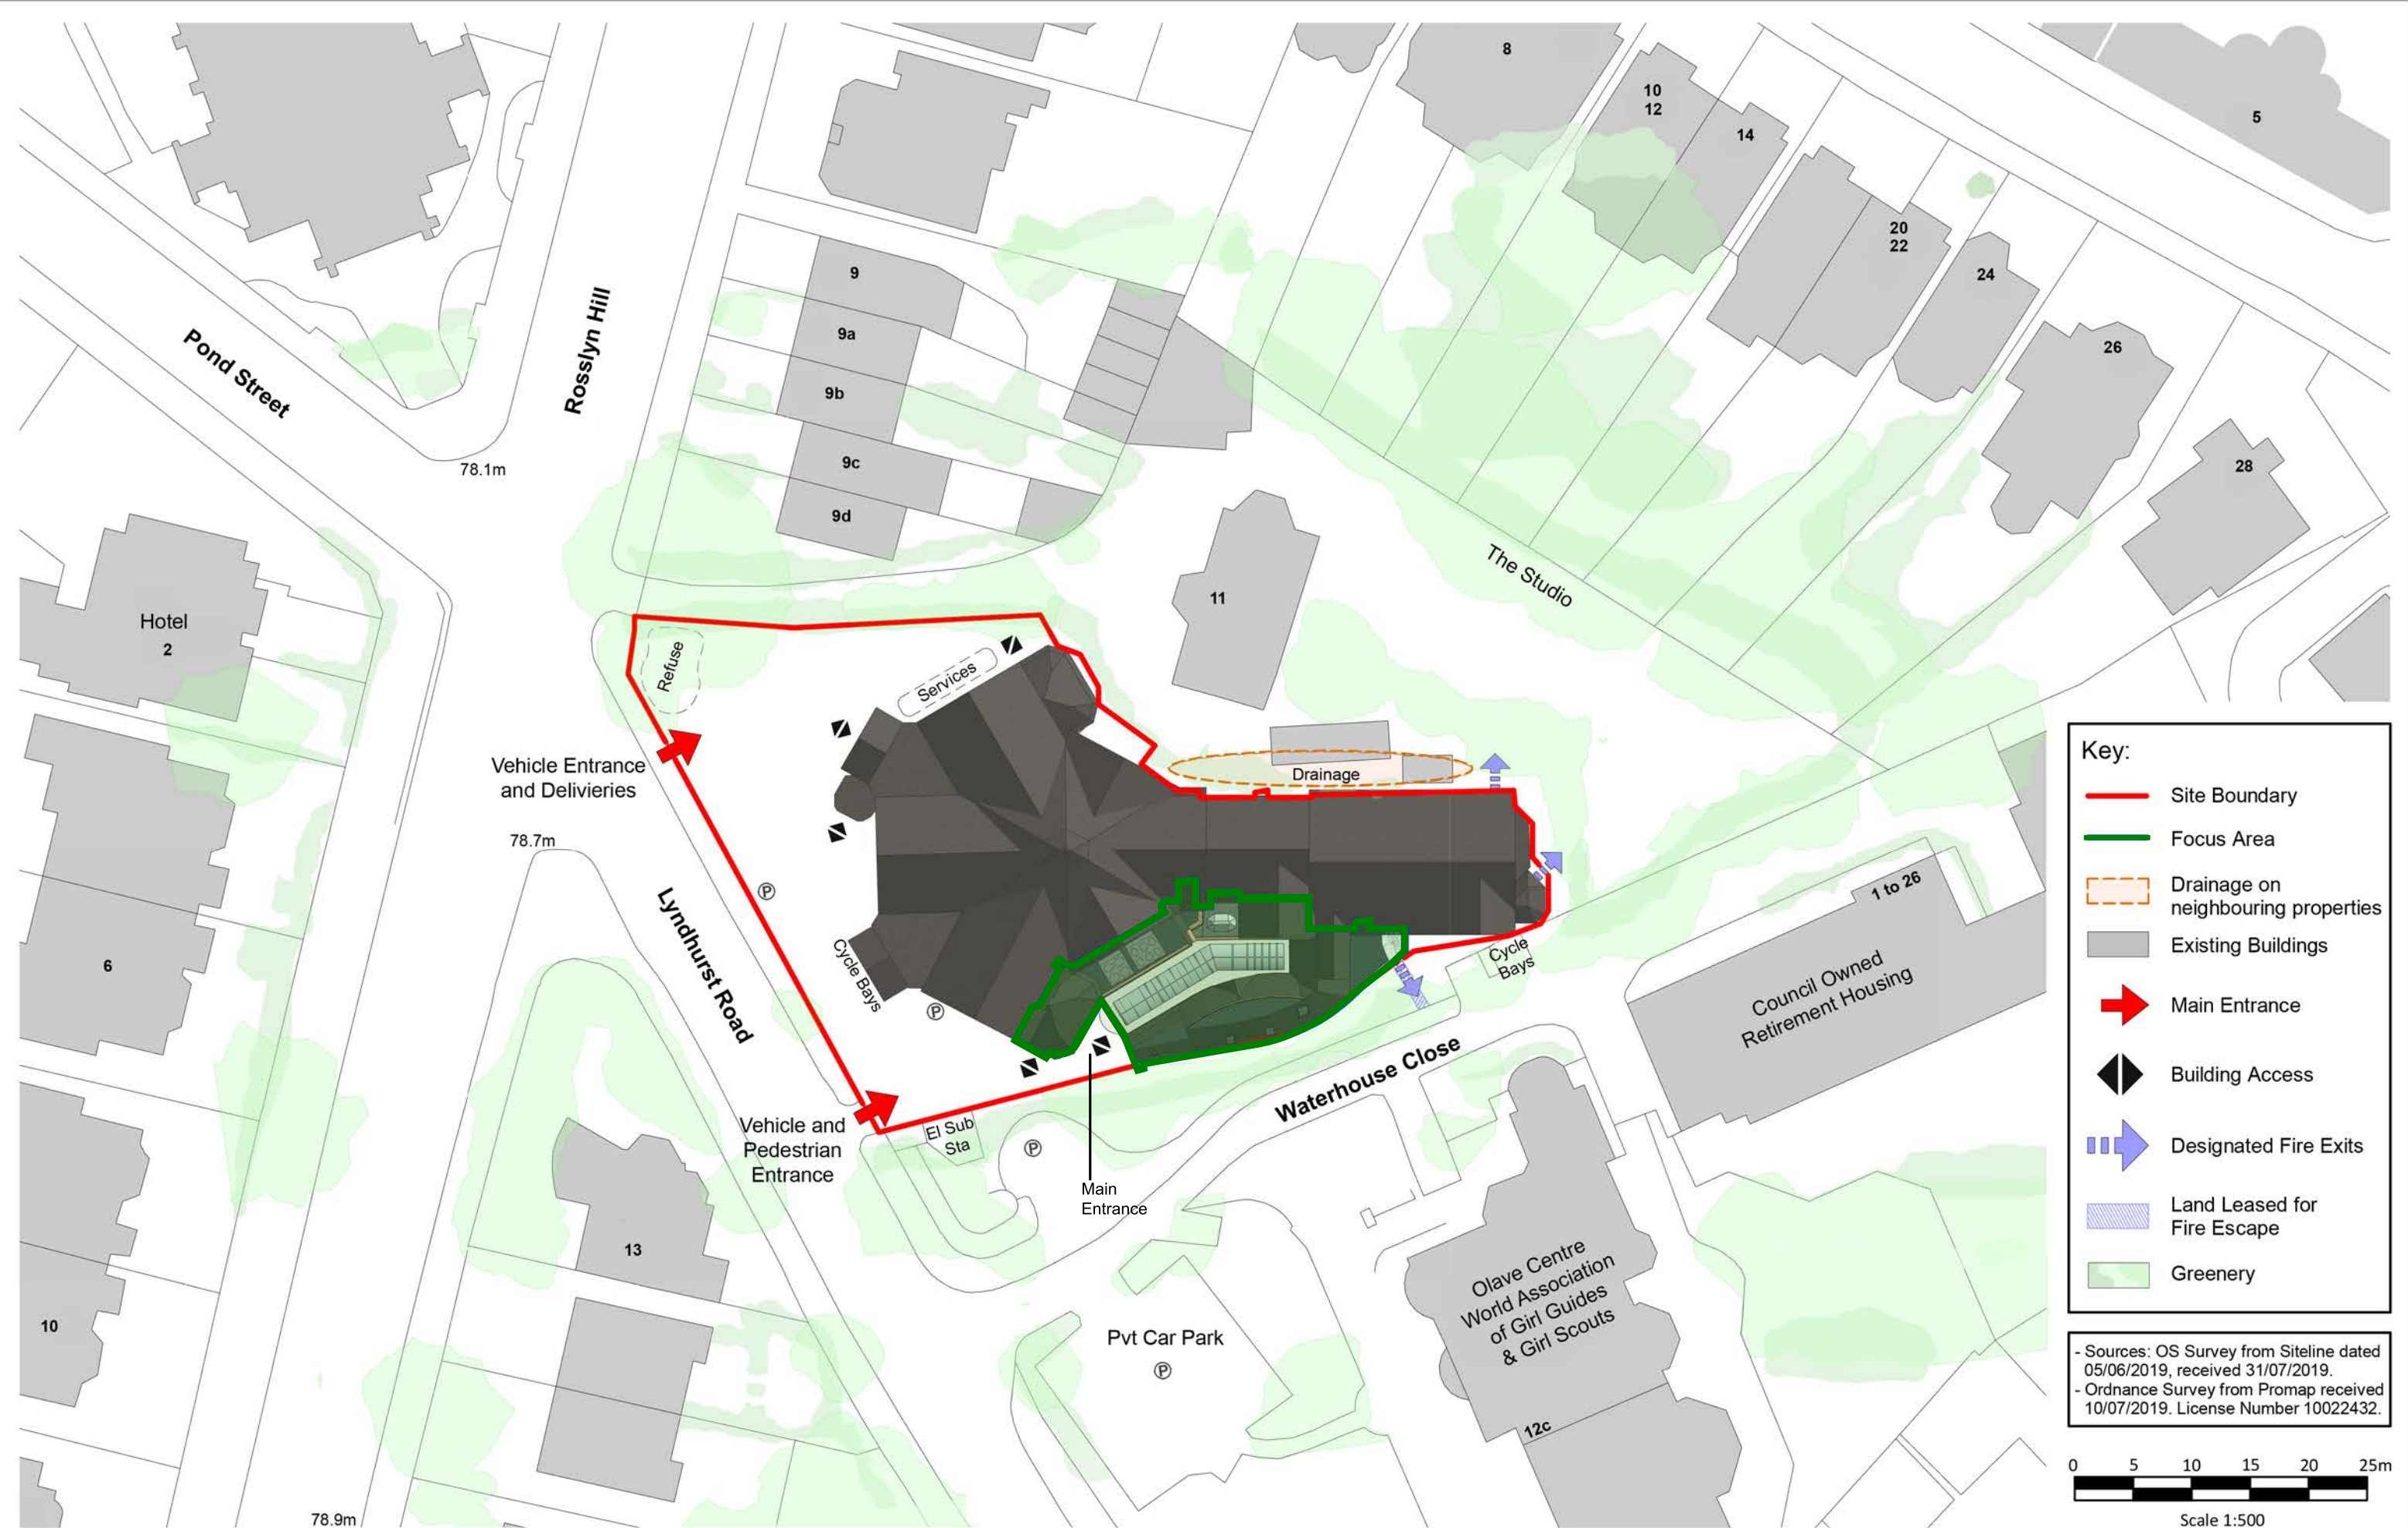 8
10
12
14
5
20
22
24
26
28
9
9a
9b
9c
9d
Pond Street
Rosslyn Hill
78.1m
Hotel
2
11
The Studio
Refuse
Services
Vehicle Entrance
and Delivieries
Drainage
78.7m
P
Lyndhurst Road
Cycle Bays
P
6
Cycle
Bays
1 to 26
Council Owned
Retirement Housing
Waterhouse Close
Vehicle and
Pedestrian
Entrance
El Sub
Sta
P
Main
Entrance
13
10
Pvt Car Park
P
Olave Centre
World Association
of Girl Guides
& Girl Scouts
12c
78.9m
Key:
Site Boundary
Focus Area
Drainage on
neighbouring properties
Existing Buildings
Main Entrance
Building Access
Designated Fire Exits
Land Leased for
Fire Escape
Greenery
- Sources: OS Survey from Siteline dated
05/06/2019, received 31/07/2019.
- Ordnance Survey from Promap received
10/07/2019. License Number 10022432.
0 5 10 15 20 25m
Scale 1:500